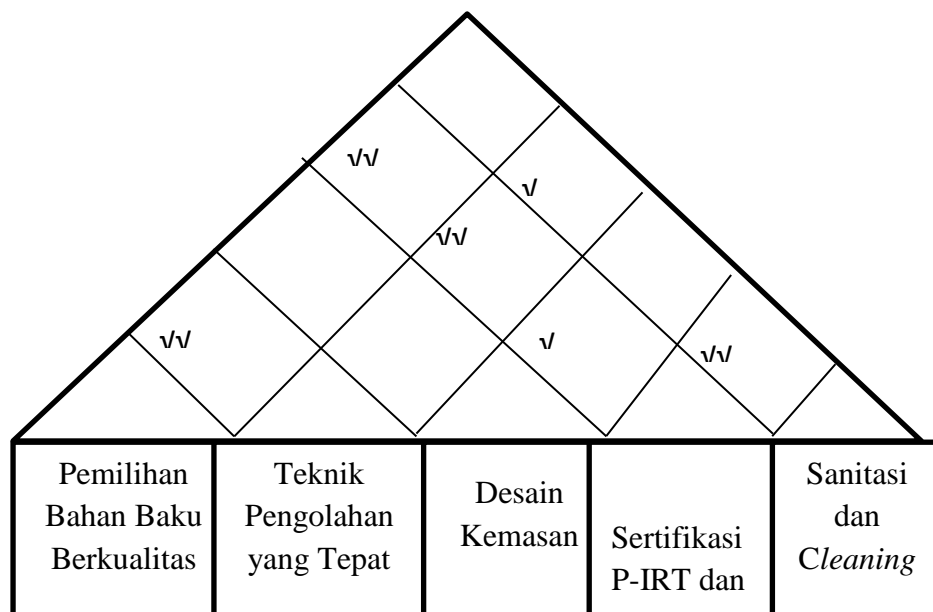 √√
√
√√
√√
√
√√
Pemilihan
Bahan Baku
Berkualitas
Teknik
Pengolahan
yang Tepat
Desain
Kemasan
Sertifikasi
P-IRT dan
Sanitasi
dan
Cleaning